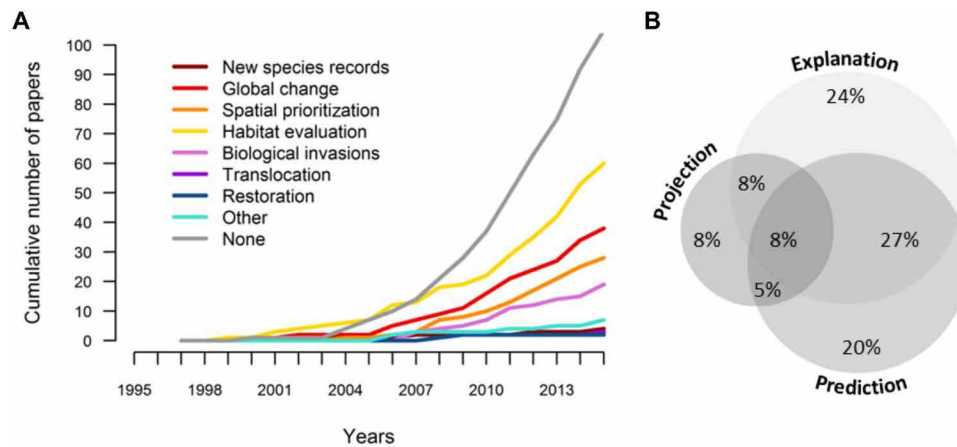 A
Cumulative number of papers
100
90
80
70
60
50
40
30
20
10
0
New species records
Global change
Spatial prioritization
Habitat evaluation
Biological invasions
Translocation
Restoration
Other
None
1995
1998
2001
2004
2007
2010
2013
Years
B
Explanation
24%
Projection
8%
8%
8%
27%
5%
20%
Prediction